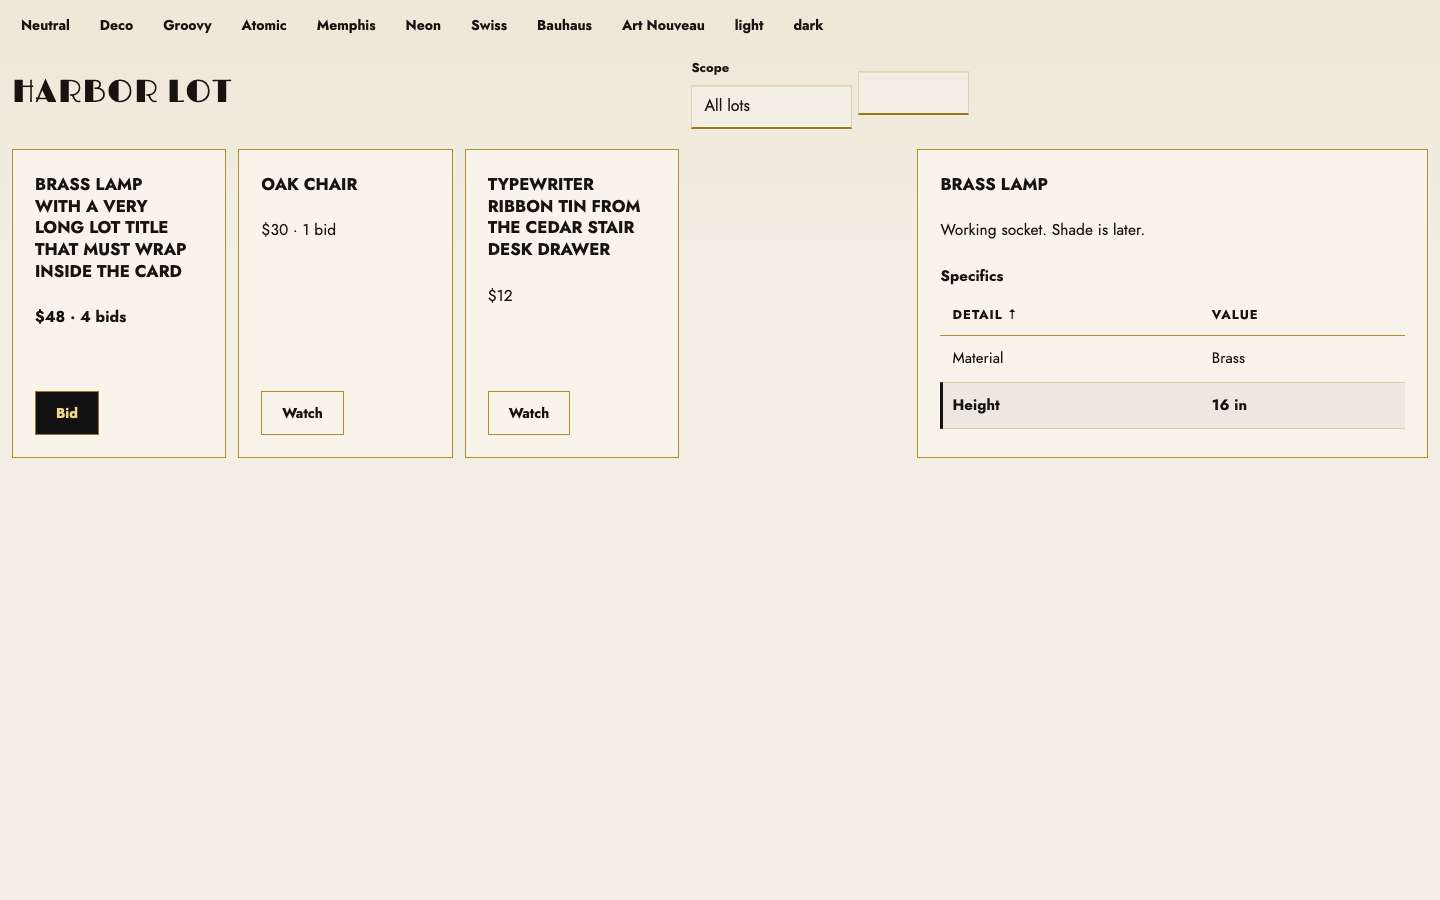 Neutral Deco Groovy Atomic Memphis Neon Swiss Bauhaus Art Nouveau light dark
HARBOR LOT
Scope
All lots
BRASS LAMP
WITH A VERY
LONG LOT TITLE
THAT MUST WRAP
INSIDE THE CARD
$48 · 4 bids
Bid
OAK CHAIR
$30 · 1 bid
Watch
TYPEWRITER
RIBBON TIN FROM
THE CEDAR STAIR
DESK DRAWER
$12
Watch
BRASS LAMP
Working socket. Shade is later.
Specifics
DETAIL ↑ VALUE
Material Brass
Height 16 in